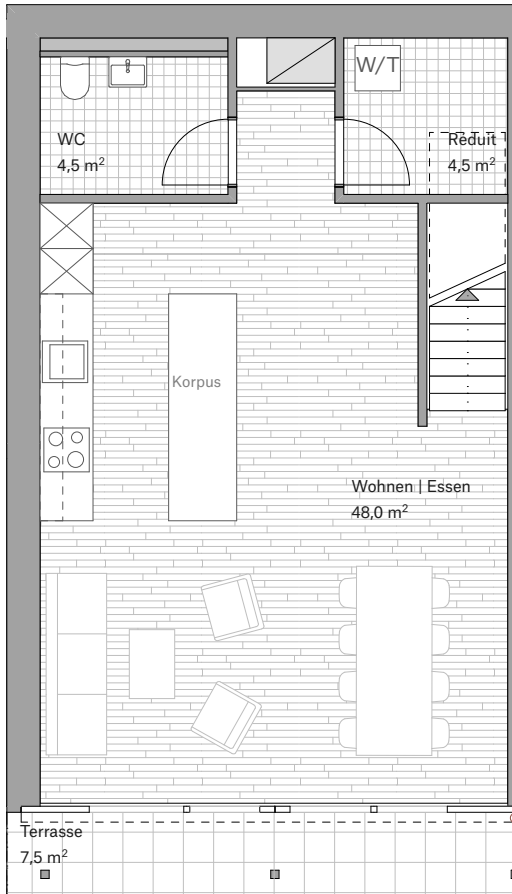 W/T
WC
4,5 m²
Reduit
4,5 m²
Korpus
Wohnen | Essen
48,0 m²
Terrasse
7,5 m²